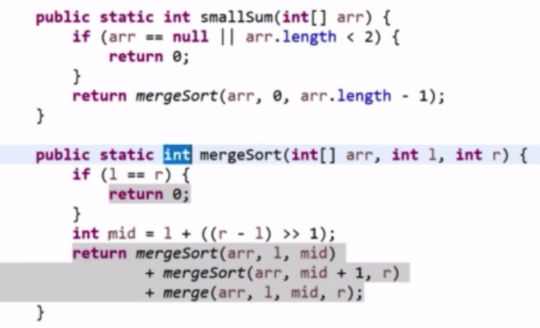 public static int smallSum(int[] arr) {
if (arr == null || arr.length < 2) {
return 0;
}
return mergeSort(arr, 0, arr.length - 1);
}
public static int mergeSort(int[] arr, int l, int r) {
if (l == r) {
return 0;
}
int mid = l + ((r - l) >> 1);
return mergeSort(arr, l, mid)
+ mergeSort(arr, mid + 1, r)
+ merge(arr, l, mid, r);
}